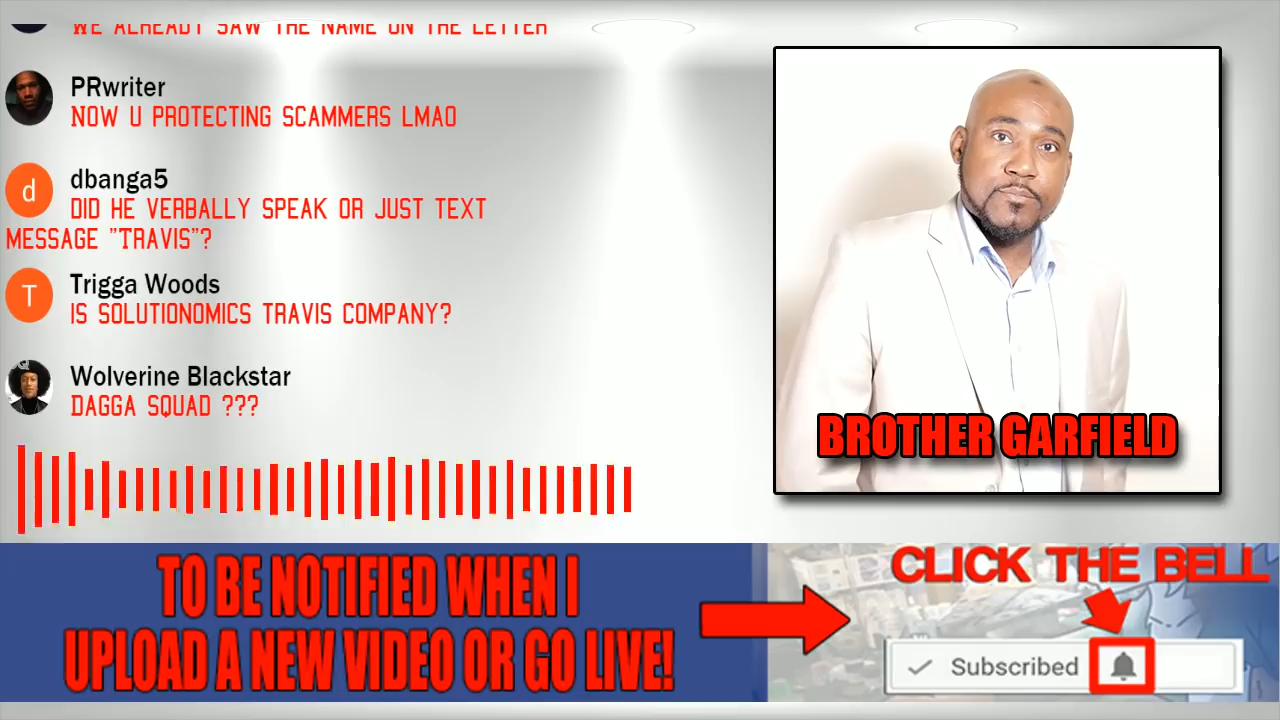 WE ALREADY SAW THE NAME ON THE LETTER
PRwriter
NOW U PROTECTING SCAMMERS LMAO
d
dbanga5
DID HE VERBALLY SPEAK OR JUST TEXT
MESSAGE "TRAVIS"?
T
Trigga Woods
IS SOLUTIONOMICS TRAVIS COMPANY?
Wolverine Blackstar
DAGGA SQUAD ???
BROTHER GARFIELD
TO BE NOTIFIED WHEN I
UPLOAD A NEW VIDEO OR GO LIVE!
CLICK THE BELL
Subscribed